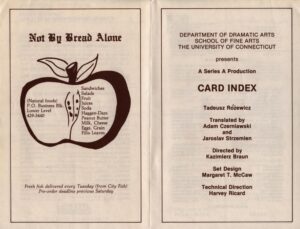 Not By Bread Alone
(Natural foods)
P.O. Business Blk
Lower Level
429-3440
Sandwiches
Salads
Fruit
Juices
Soda
Haagen-Dazs
Peanut Butter
Milk, Cheese
Eggs, Grain
Fillo Leaves
Fresh fish delivered every Tuesday (from City Fish)
Pre-order deadline previous Saturday
DEPARTMENT OF DRAMATIC ARTS
SCHOOL OF FINE ARTS
THE UNIVERSITY OF CONNECTICUT
presents
A Series A Production
CARD INDEX
Tadeusz Różewicz
Translated by
Adam Czerniawski
and
Jaroslav Strzemien
Directed by
Kazimierz Braun
Set Design
Margaret T. McCaw
Technical Direction
Harvey Ricard